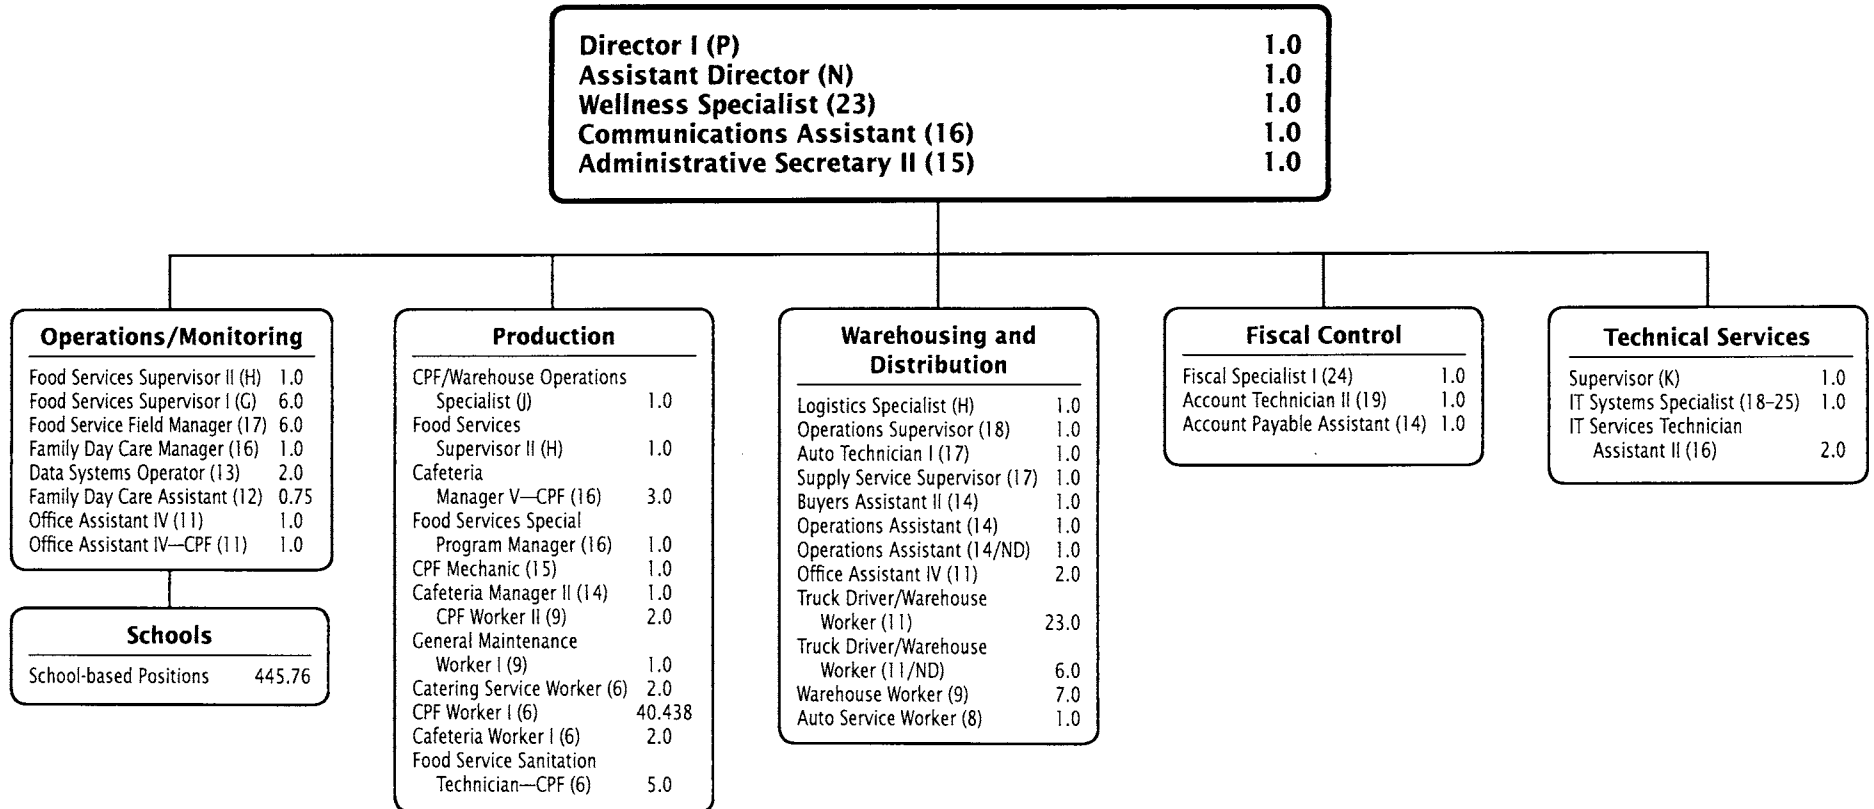 Director I (P) 1.0
Assistant Director (N) 1.0
Wellness Specialist (23) 1.0
Communications Assistant (16) 1.0
Administrative Secretary II (15) 1.0
Operations/Monitoring
Food Services Supervisor II (H) 1.0
Food Services Supervisor I (G) 6.0
Food Service Field Manager (17) 6.0
Family Day Care Manager (16) 1.0
Data Systems Operator (13) 2.0
Family Day Care Assistant (12) 0.75
Office Assistant IV (11) 1.0
Office Assistant IV—CPF (11) 1.0
Schools
School-based Positions 445.76
Production
CPF/Warehouse Operations
Specialist (J) 1.0
Food Services
Supervisor II (H) 1.0
Cafeteria
Manager V—CPF (16) 3.0
Food Services Special
Program Manager (16) 1.0
CPF Mechanic (15) 1.0
Cafeteria Manager II (14) 1.0
CPF Worker II (9) 2.0
General Maintenance
Worker I (9) 1.0
Catering Service Worker (6) 2.0
CPF Worker I (6) 40.438
Cafeteria Worker I (6) 2.0
Food Service Sanitation
Technician—CPF (6) 5.0
Warehousing and
Distribution
Logistics Specialist (H) 1.0
Operations Supervisor (18) 1.0
Auto Technician I (17) 1.0
Supply Service Supervisor (17) 1.0
Buyers Assistant II (14) 1.0
Operations Assistant (14) 1.0
Operations Assistant (14/ND) 1.0
Office Assistant IV (11) 2.0
Truck Driver/Warehouse
Worker (11) 23.0
Truck Driver/Warehouse
Worker (11/ND) 6.0
Warehouse Worker (9) 7.0
Auto Service Worker (8) 1.0
Fiscal Control
Fiscal Specialist I (24) 1.0
Account Technician II (19) 1.0
Account Payable Assistant (14) 1.0
Technical Services
Supervisor (K) 1.0
IT Systems Specialist (18–25) 1.0
IT Services Technician
Assistant II (16) 2.0